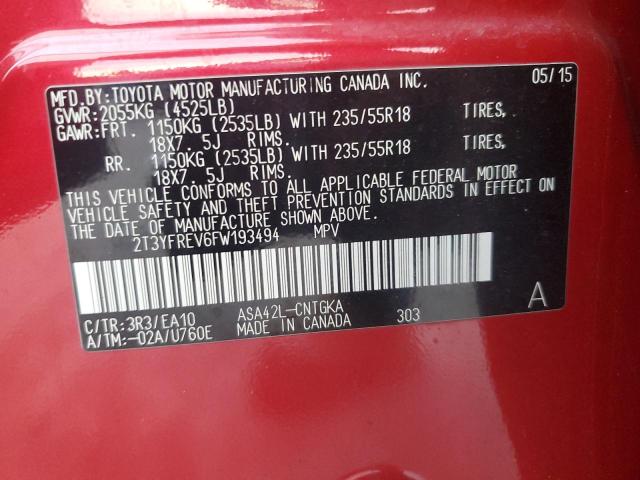 MFD.BY:TOYOTA MOTOR MANUFACTURING CANADA INC. 05/15
GVWR:2055KG (4525LB)
GAWR:FRT. 1150KG (2535LB) WITH 235/55R18 TIRES,
18X7. 5J RIMS.
RR. 1150KG (2535LB) WITH 235/55R18 TIRES,
18X7. 5J RIMS.
THIS VEHICLE CONFORMS TO ALL APPLICABLE FEDERAL MOTOR
VEHICLE SAFETY AND THEFT PREVENTION STANDARDS IN EFFECT ON
THE DATE OF MANUFACTURE SHOWN ABOVE.
2T3YFREV6FW193494 MPV
C/TR:3R3/EA10 ASA42L-CNTGKA A
A/TM:-02A/U760E MADE IN CANADA 303